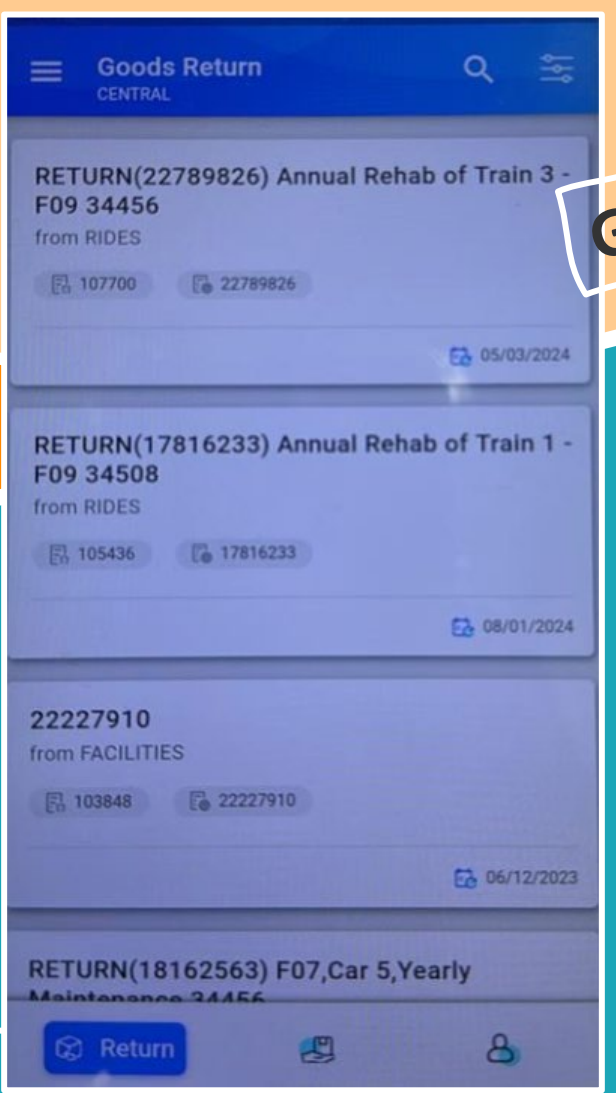 Goods Return
CENTRAL
RETURN(22789826) Annual Rehab of Train 3 -
F09 34456
from RIDES
107700 22789826
05/03/2024
RETURN(17816233) Annual Rehab of Train 1 -
F09 34508
from RIDES
105436 17816233
08/01/2024
22227910
from FACILITIES
103848 22227910
06/12/2023
RETURN(18162563) F07,Car 5,Yearly
Maintenance 34456
Return
G